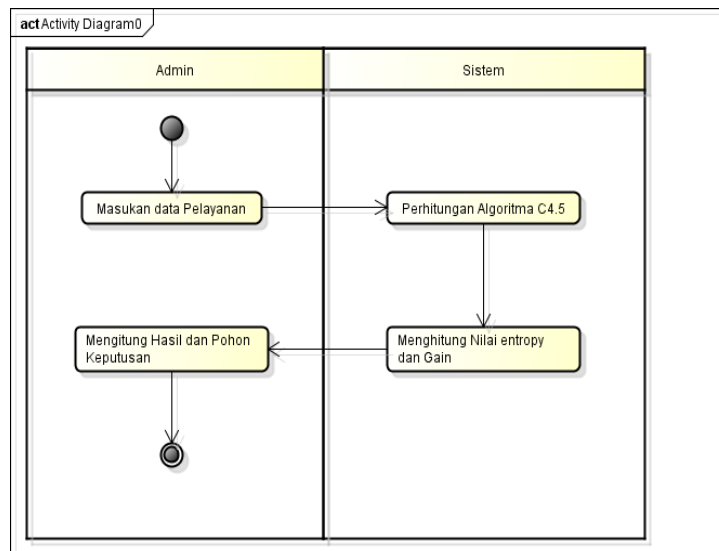 act Activity Diagram0
Admin
Sistem
Masukan data Pelayanan
Perhitungan Algoritma C4.5
Mengitung Hasil dan Pohon
Keputusan
Menghitung Nilai entropy
dan Gain